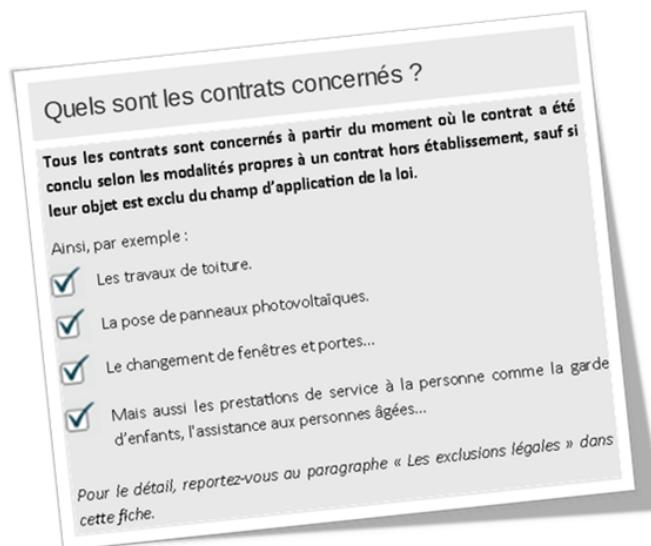 Quels sont les contrats concernés ?
Tous les contrats sont concernés à partir du moment où le contrat a été
conclu selon les modalités propres à un contrat hors établissement, sauf si
leur objet est exclu du champ d'application de la loi.
Ainsi, par exemple :
Les travaux de toiture.
La pose de panneaux photovoltaïques.
Le changement de fenêtres et portes...
Mais aussi les prestations de service à la personne comme la garde
d'enfants, l'assistance aux personnes âgées...
Pour le détail, reportez-vous au paragraphe « Les exclusions légales » dans
cette fiche.